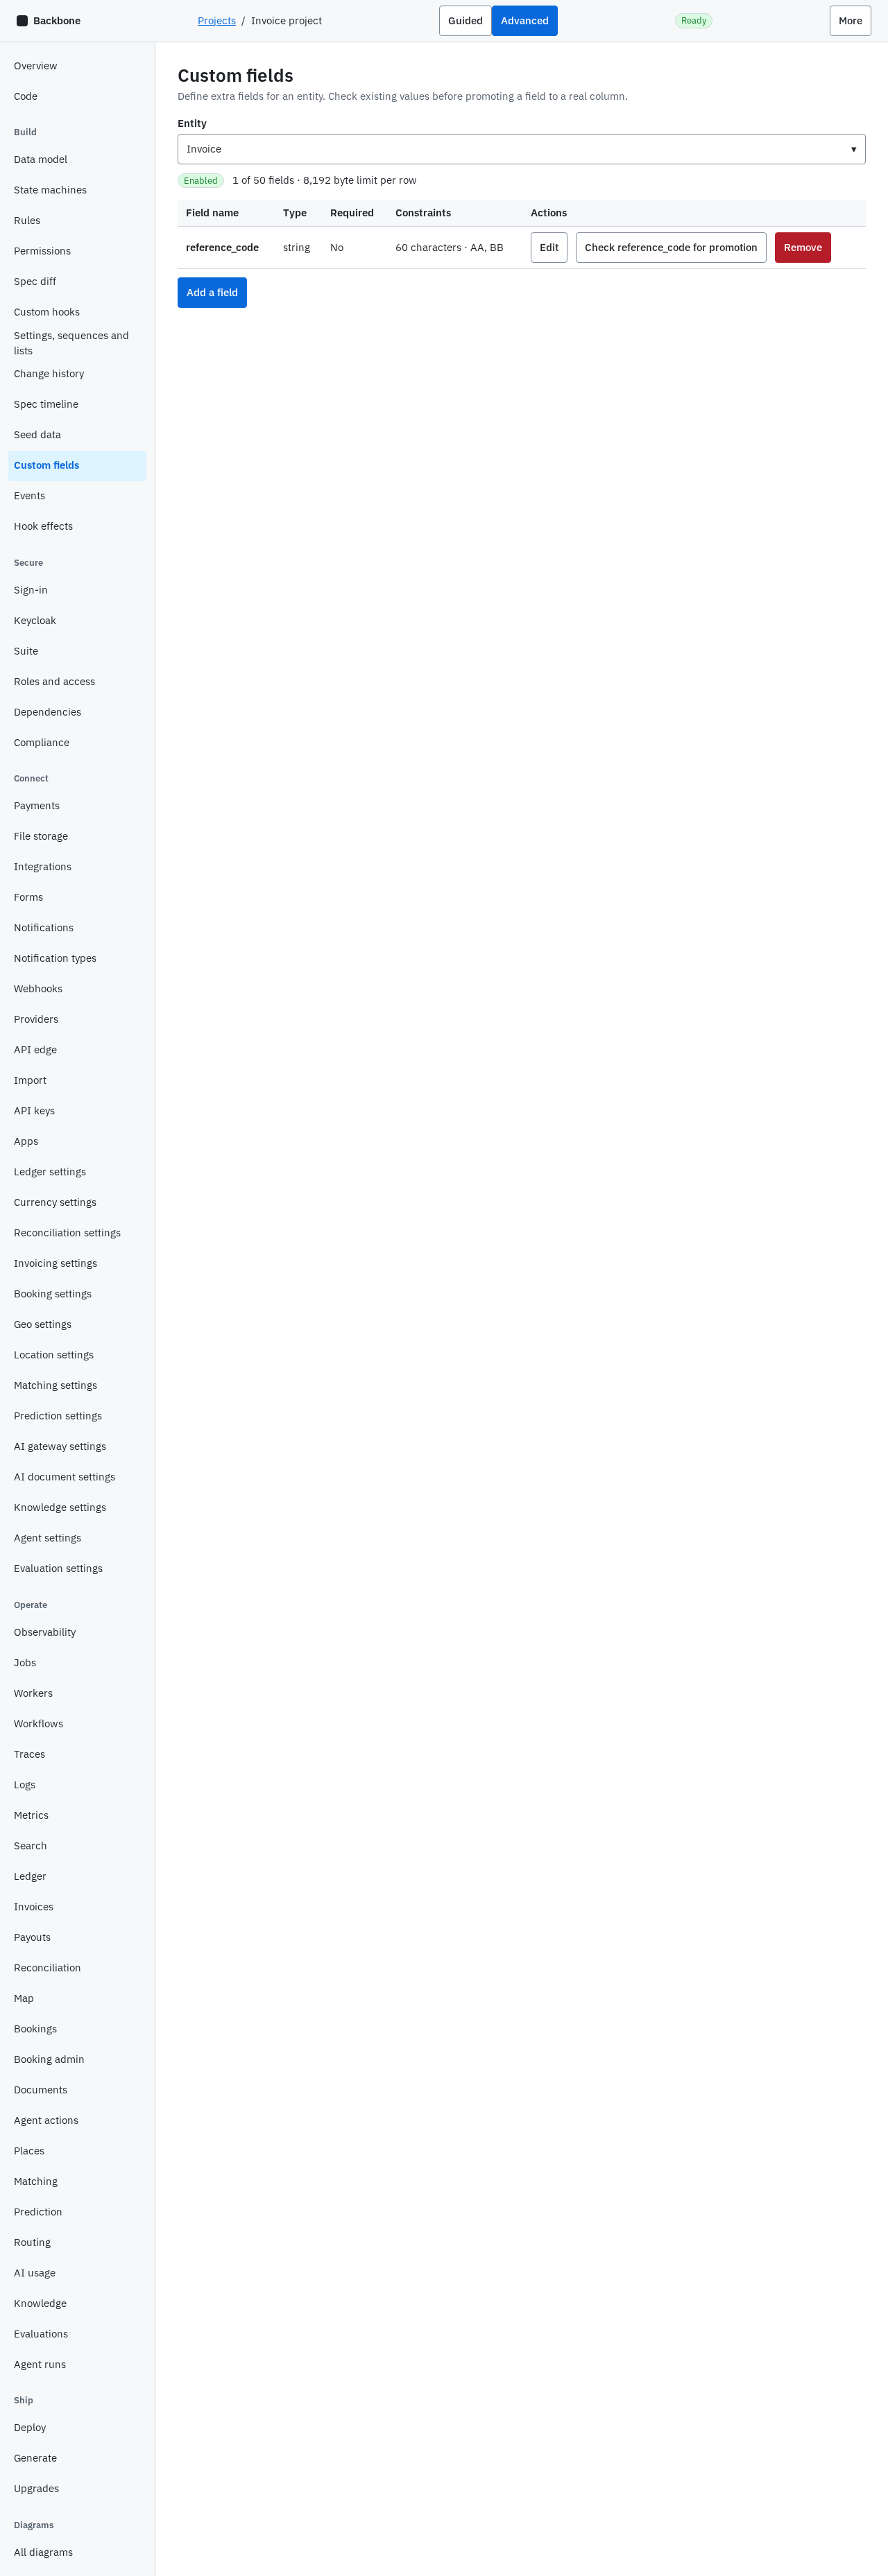 Backbone
Projects / Invoice project
Guided
Advanced
Ready
More
Overview
Code
Build
Data model
State machines
Rules
Permissions
Spec diff
Custom hooks
Settings, sequences and
lists
Change history
Spec timeline
Seed data
Custom fields
Events
Hook effects
Secure
Sign-in
Keycloak
Suite
Roles and access
Dependencies
Compliance
Connect
Payments
File storage
Integrations
Forms
Notifications
Notification types
Webhooks
Providers
API edge
Import
API keys
Apps
Ledger settings
Currency settings
Reconciliation settings
Invoicing settings
Booking settings
Geo settings
Location settings
Matching settings
Prediction settings
AI gateway settings
AI document settings
Knowledge settings
Agent settings
Evaluation settings
Operate
Observability
Jobs
Workers
Workflows
Traces
Logs
Metrics
Search
Ledger
Invoices
Payouts
Reconciliation
Map
Bookings
Booking admin
Documents
Agent actions
Places
Matching
Prediction
Routing
AI usage
Knowledge
Evaluations
Agent runs
Ship
Deploy
Generate
Upgrades
Diagrams
All diagrams
Custom fields
Define extra fields for an entity. Check existing values before promoting a field to a real column.
Entity
Invoice
Enabled 1 of 50 fields · 8,192 byte limit per row
Field name Type Required Constraints Actions
reference_code string No 60 characters · AA, BB Edit Check reference_code for promotion Remove
Add a field